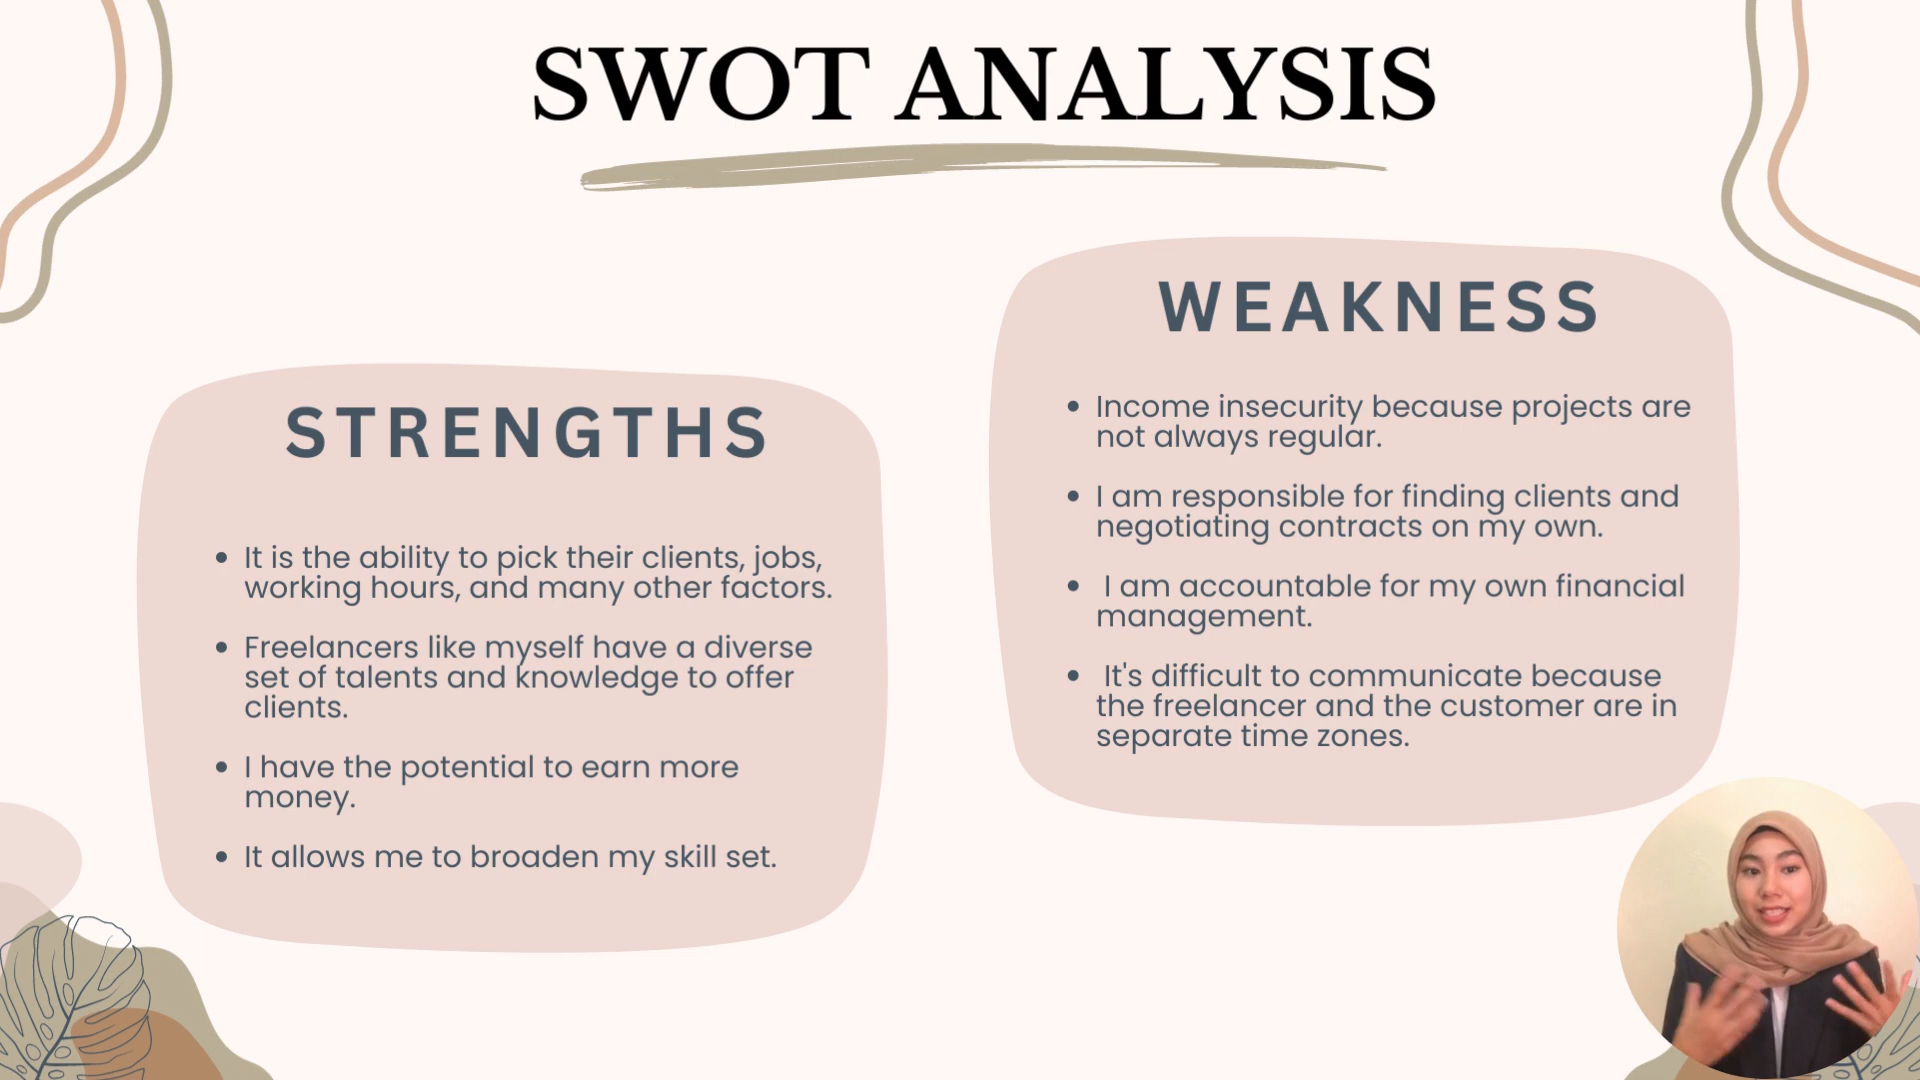 SWOT ANALYSIS
STRENGTHS
• It is the ability to pick their clients, jobs,
working hours, and many other factors.
• Freelancers like myself have a diverse
set of talents and knowledge to offer
clients.
• I have the potential to earn more
money.
• It allows me to broaden my skill set.
WEAKNESS
• Income insecurity because projects are
not always regular.
• I am responsible for finding clients and
negotiating contracts on my own.
• I am accountable for my own financial
management.
• It's difficult to communicate because
the freelancer and the customer are in
separate time zones.